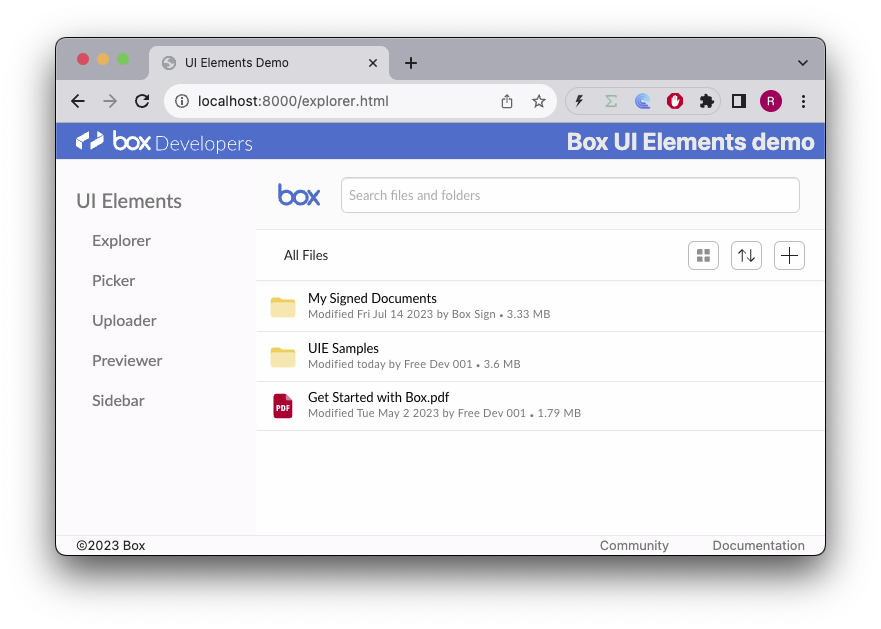 UI Elements Demo
localhost:8000/explorer.html
R
box Developers
Box UI Elements demo
UI Elements
Explorer
Picker
Uploader
Previewer
Sidebar
box
Search files and folders
All Files
My Signed Documents
Modified Fri Jul 14 2023 by Box Sign • 3.33 MB
UIE Samples
Modified today by Free Dev 001 • 3.6 MB
PDF
Get Started with Box.pdf
Modified Tue May 2 2023 by Free Dev 001 • 1.79 MB
©2023 Box
Community
Documentation